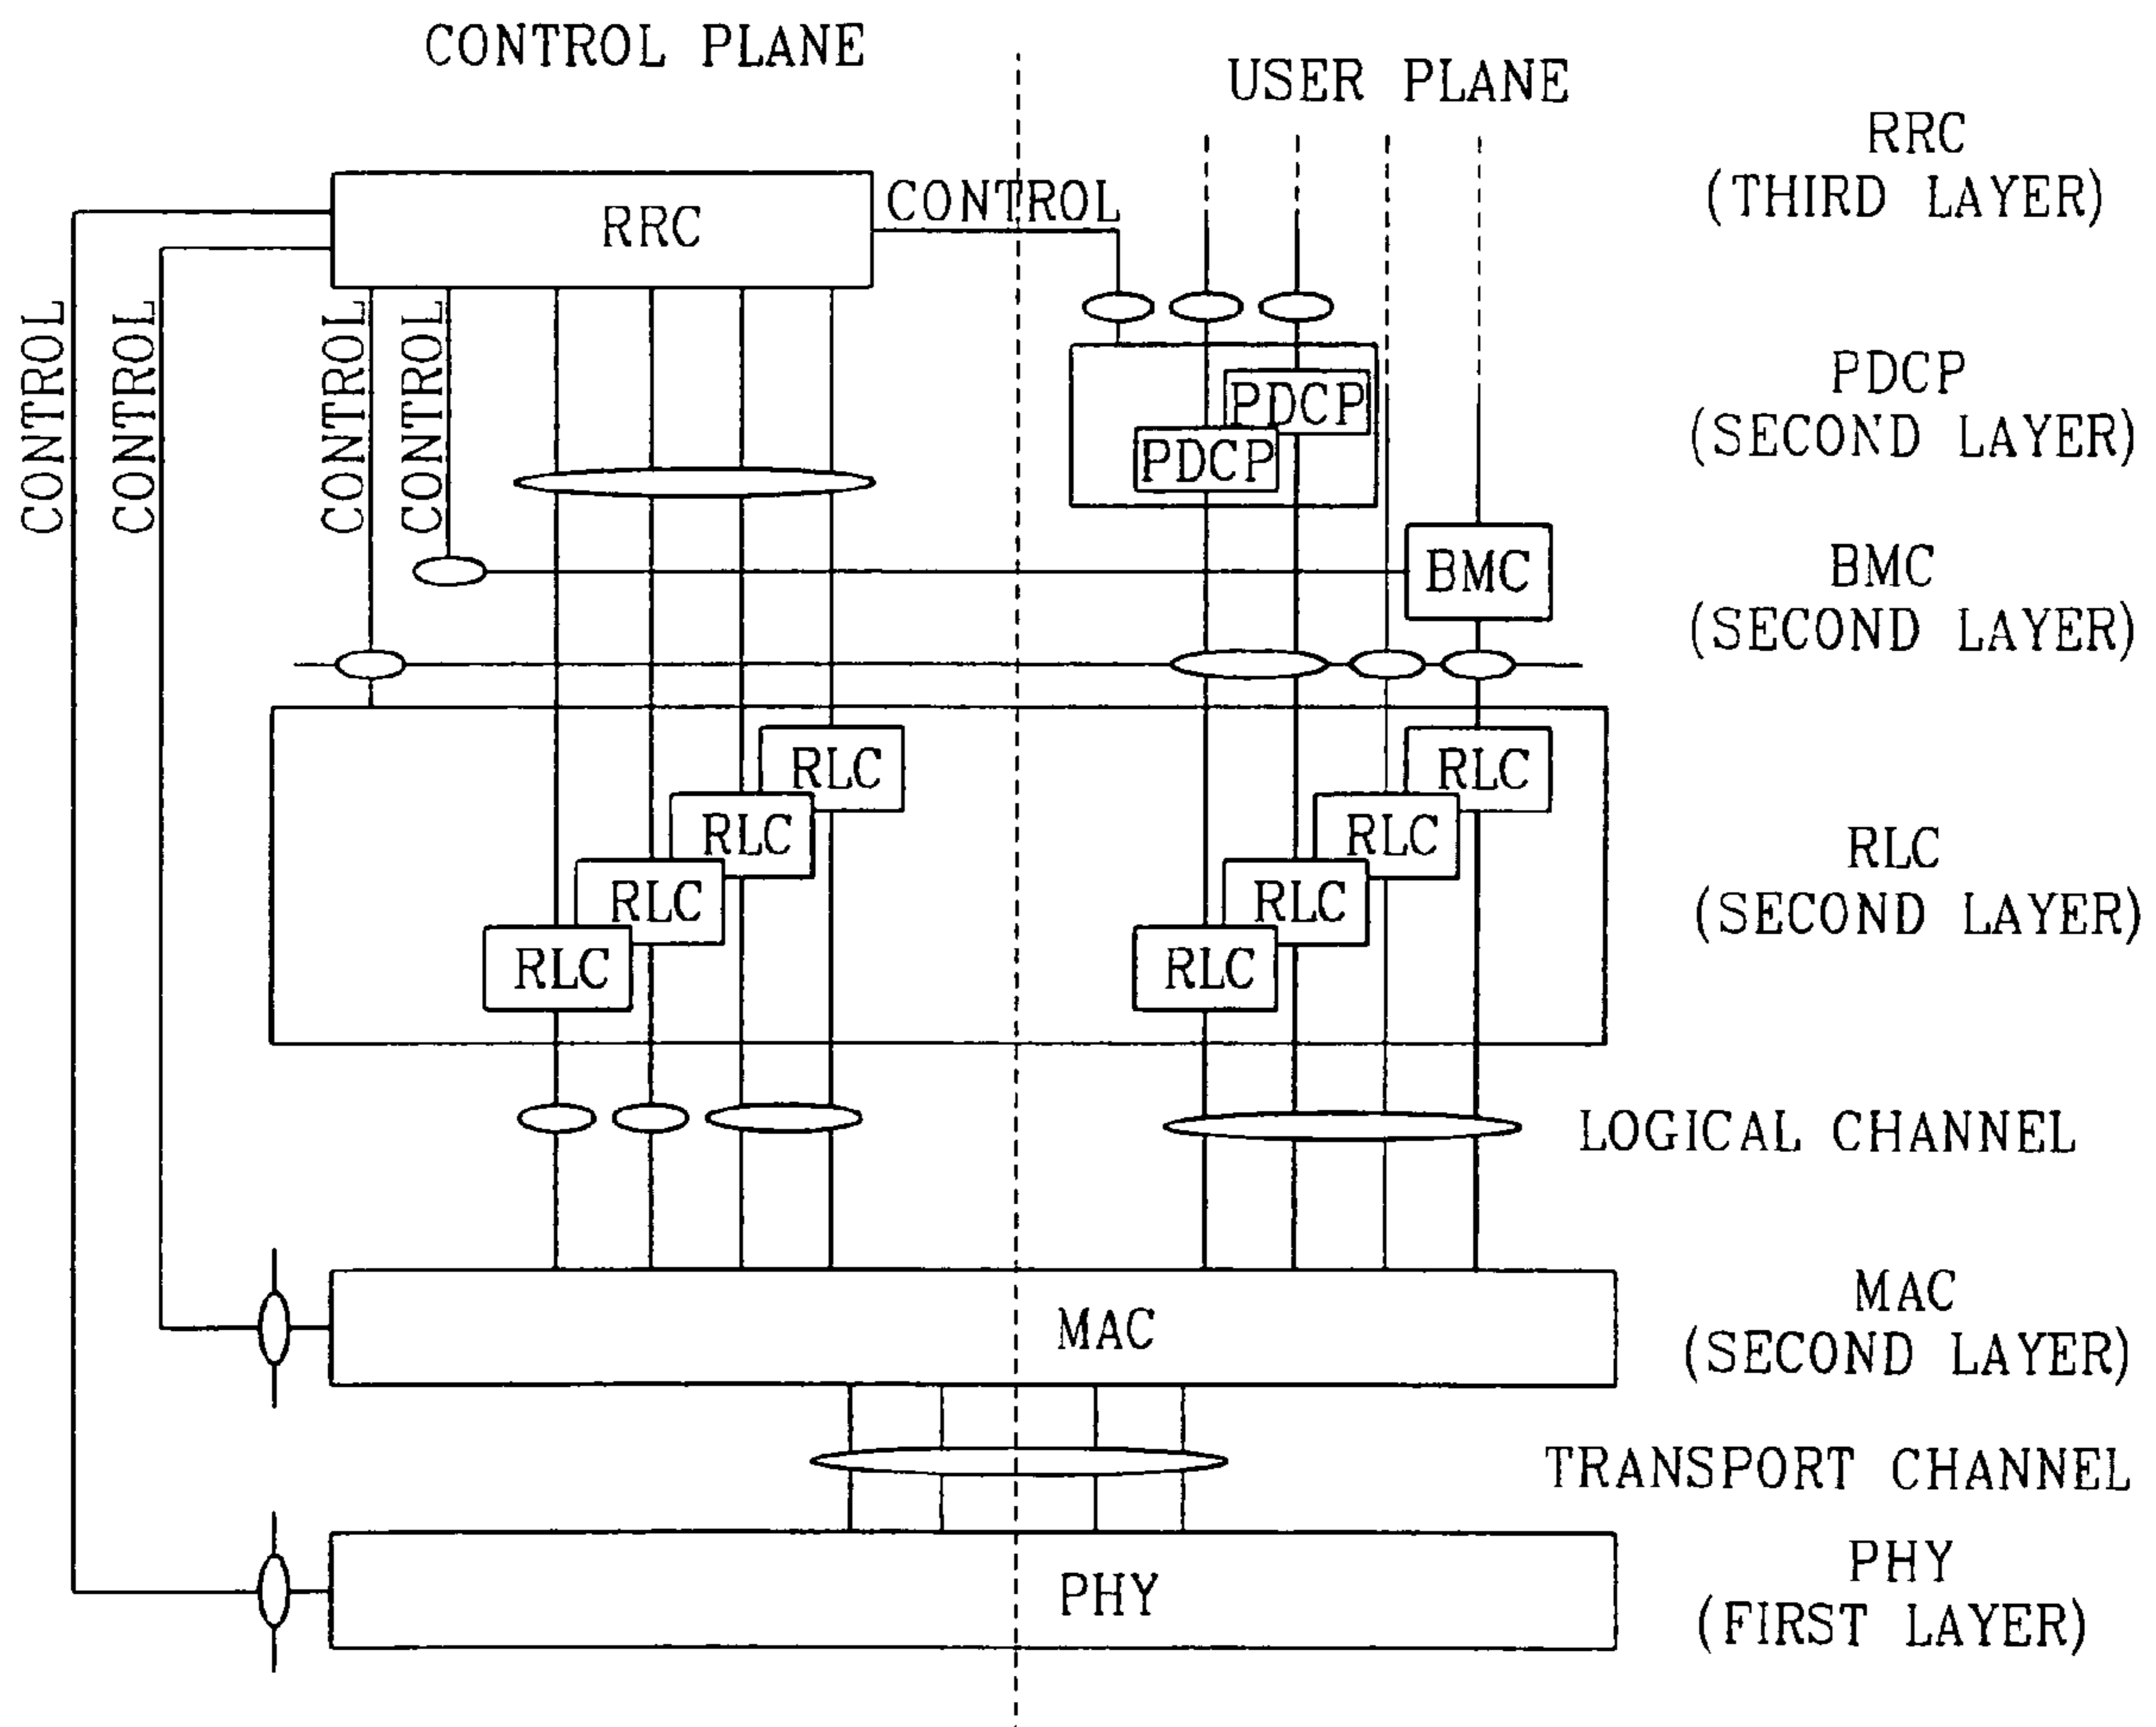 CONTROL PLANE
USER PLANE
RRC
(THIRD LAYER)
RRC
CONTROL
CONTROL
CONTROL
CONTROL
CONTROL
PDCP
PDCP
PDCP
(SECOND LAYER)
BMC
BMC
(SECOND LAYER)
RLC
RLC
RLC
RLC
RLC
RLC
RLC
RLC
RLC
(SECOND LAYER)
LOGICAL CHANNEL
MAC
MAC
(SECOND LAYER)
TRANSPORT CHANNEL
PHY
PHY
(FIRST LAYER)